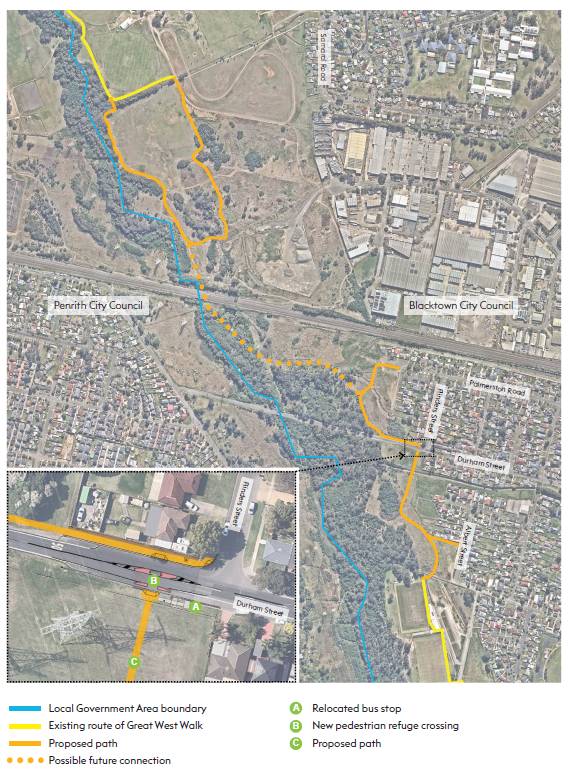 Samarai Road
Penrith City Council
Blacktown City Council
Palmerston Road
Rinders Street
Durham Street
Albert Street
Rinders Street
B
A
Durham Street
C
Local Government Area boundary
Existing route of Great West Walk
Proposed path
Possible future connection
A Relocated bus stop
B New pedestrian refuge crossing
C Proposed path